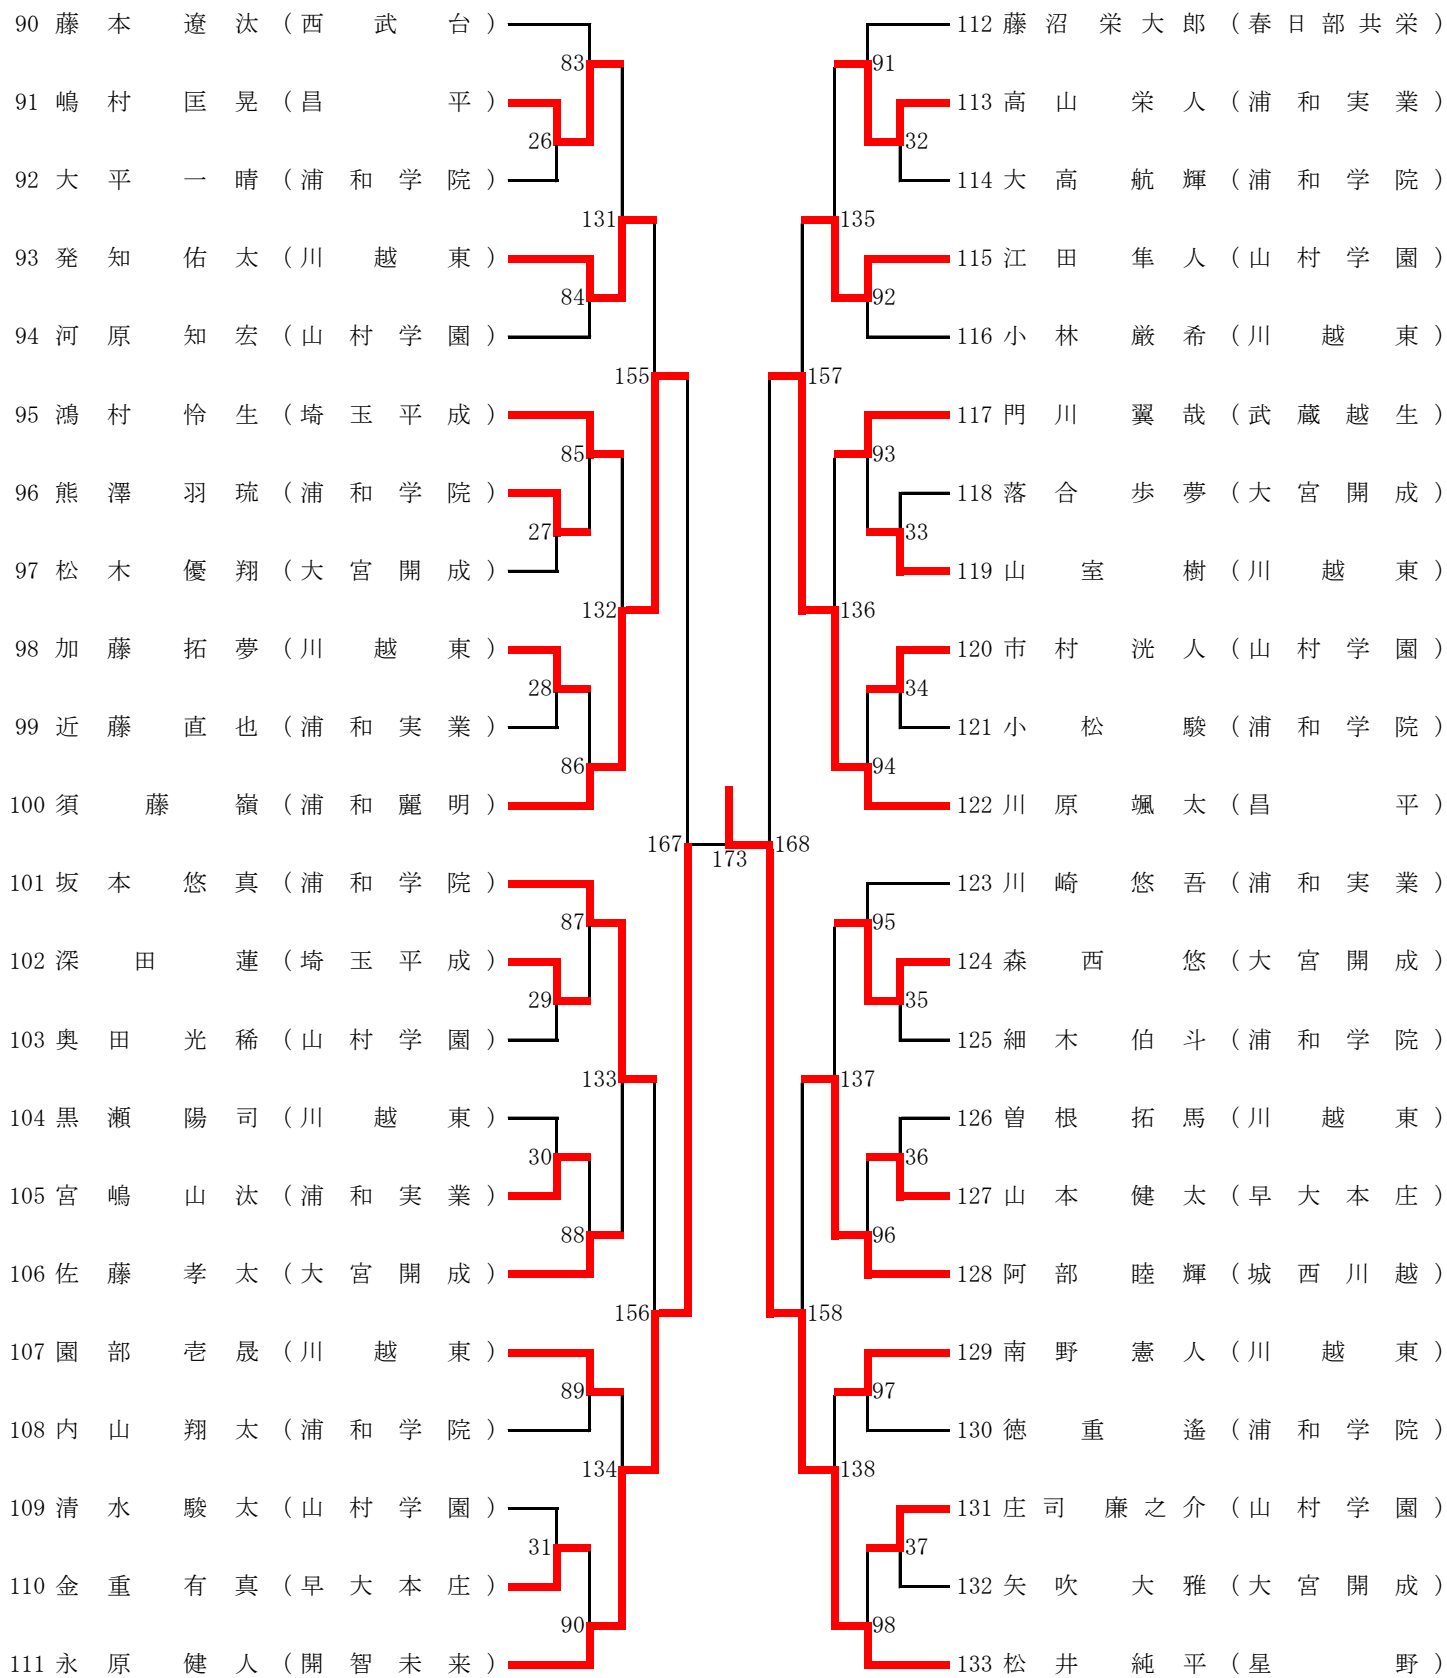 90 藤本 遼汰 (西武台)
83
91 嶋村 匡晃 (昌平)
26
92 大平 一晴 (浦和学院)
131
93 発知 佑太 (川越東)
84
94 河原 知宏 (山村学園)
155
95 鴻村 怜生 (埼玉平成)
85
96 熊澤 羽琉 (浦和学院)
27
97 松木 優翔 (大宮開成)
132
98 加藤 拓夢 (川越東)
28
99 近藤 直也 (浦和実業)
86
100 須藤 嶺 (浦和麗明)
167
101 坂本 悠真 (浦和学院)
87
102 深田 蓮 (埼玉平成)
29
103 奥田 光稀 (山村学園)
133
104 黒瀬 陽司 (川越東)
30
105 宮嶋 山汰 (浦和実業)
88
106 佐藤 孝太 (大宮開成)
156
107 園部 壱晟 (川越東)
89
108 内山 翔太 (浦和学院)
134
109 清水 駿太 (山村学園)
31
110 金重 有真 (早大本庄)
90
111 永原 健人 (開智未来)
173
112 藤沼 栄大郎 (春日部共栄)
91
113 高山 栄人 (浦和実業)
32
114 大高 航輝 (浦和学院)
135
115 江田 隼人 (山村学園)
92
116 小林 厳希 (川越東)
157
117 門川 翼哉 (武蔵越生)
93
118 落合 歩夢 (大宮開成)
33
119 山室 樹 (川越東)
136
120 市村 洸人 (山村学園)
34
121 小松 駿 (浦和学院)
94
122 川原 颯太 (昌平)
168
123 川崎 悠吾 (浦和実業)
95
124 森西 悠 (大宮開成)
35
125 細木 伯斗 (浦和学院)
137
126 曽根 拓馬 (川越東)
36
127 山本 健太 (早大本庄)
96
128 阿部 睦輝 (城西川越)
158
129 南野 憲人 (川越東)
97
130 徳重 遙 (浦和学院)
138
131 庄司 廉之介 (山村学園)
37
132 矢吹 大雅 (大宮開成)
98
133 松井 純平 (星野)